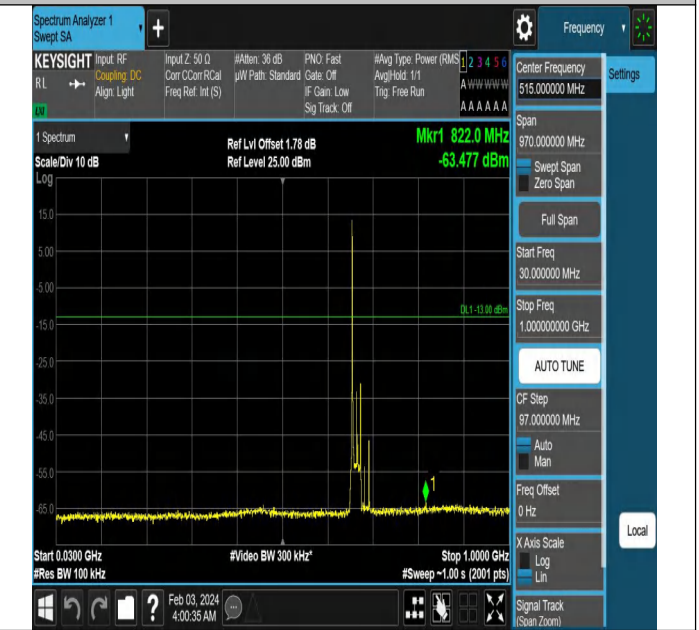 Spectrum Analyzer 1
Swept SA
+
Frequency
KEYSIGHT
RL
LXI
Input: RF
Coupling: DC
Align: Light
Input Z: 50 Ω
Corr CCorr RCal
Freq Ref: Int (S)
#Atten: 36 dB
µW Path: Standard
PNO: Fast
Gate: Off
IF Gain: Low
Sig Track: Off
#Avg Type: Power (RMS
Avg|Hold: 1/1
Trig: Free Run
1 2 3 4 5 6
A W W W W W
A A A A A A
1 Spectrum
Scale/Div 10 dB
Log
Ref Lvl Offset 1.78 dB
Ref Level 25.00 dBm
Mkr1 822.0 MHz
-63.477 dBm
15.0
5.00
-5.00
-15.0
-25.0
-35.0
-45.0
-55.0
-65.0
DL1 -13.00 dBm
1
Start 0.0300 GHz
#Res BW 100 kHz
#Video BW 300 kHz*
Stop 1.0000 GHz
#Sweep ~1.00 s (2001 pts)
Center Frequency
515.000000 MHz
Settings
Span
970.000000 MHz
Swept Span
Zero Span
Full Span
Start Freq
30.000000 MHz
Stop Freq
1.000000000 GHz
AUTO TUNE
CF Step
97.000000 MHz
Auto
Man
Freq Offset
0 Hz
X Axis Scale
Log
Lin
Local
Signal Track
(Span Zoom)
?
Feb 03, 2024
4:00:35 AM